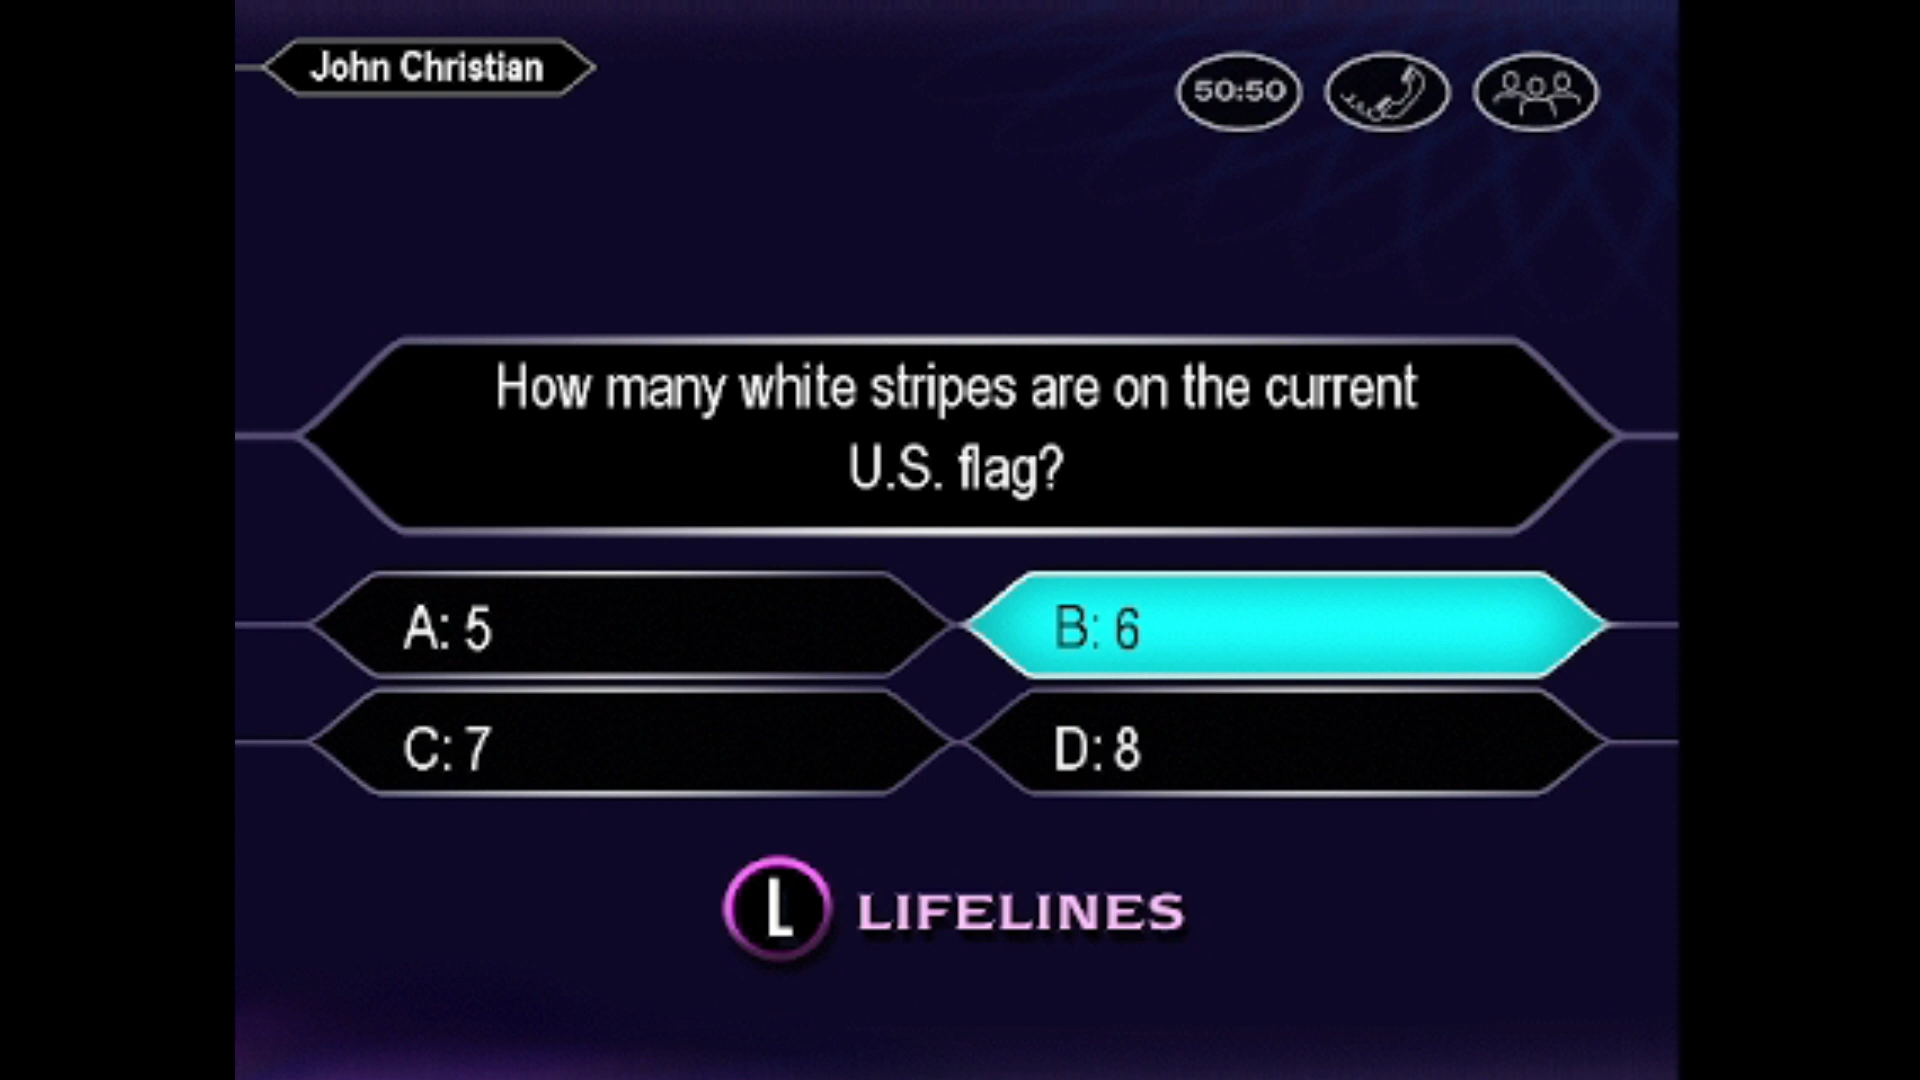 John Christian
50:50
How many white stripes are on the current
U.S. flag?
A: 5
B: 6
C: 7
D: 8
L LIFELINES